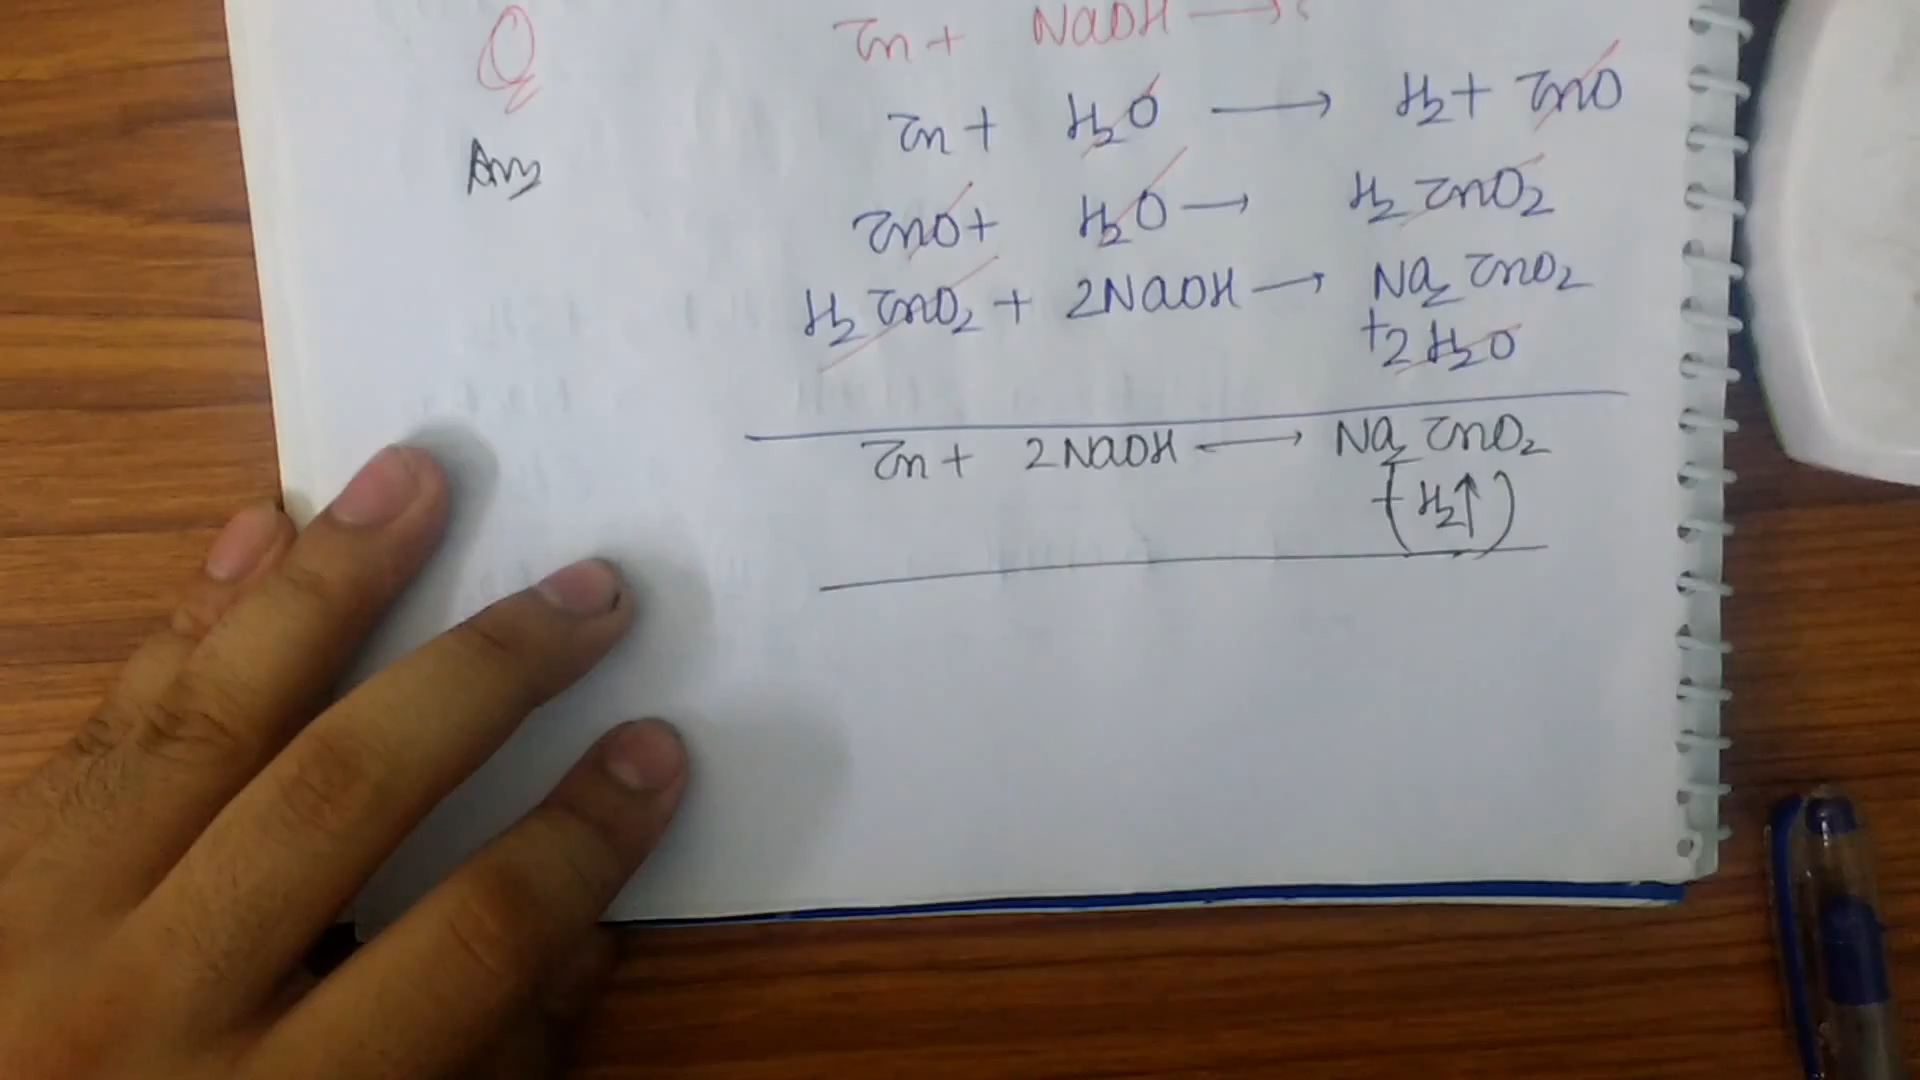 Q Zn + NaOH → ?
Ans Zn + H2O → H2 + ZnO
ZnO + H2O → H2ZnO2
H2ZnO2 + 2NaOH → Na2ZnO2
+ 2H2O
Zn + 2NaOH → Na2ZnO2
+ (H2↑)